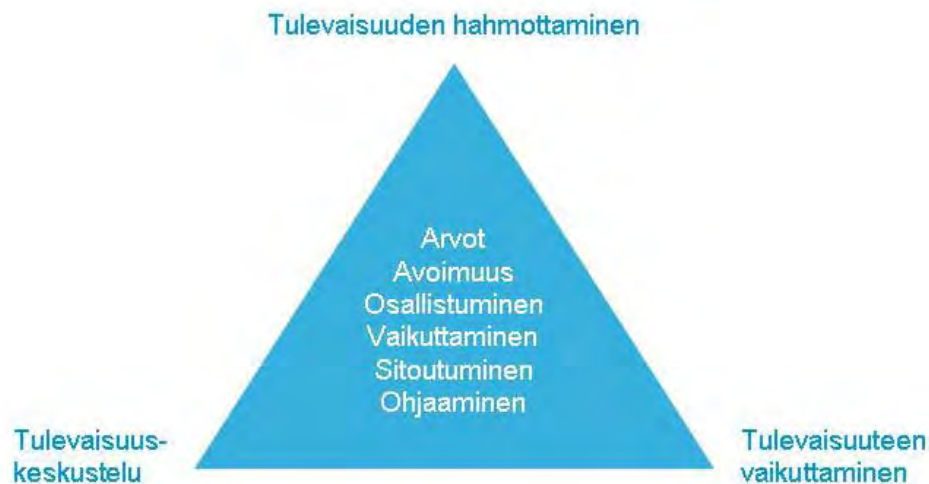 Tulevaisuuden hahmottaminen
Arvot
Avoimuus
Osallistuminen
Vaikuttaminen
Sitoutuminen
Ohjaaminen
Tulevaisuus-
keskustelu
Tulevaisuuteen
vaikuttaminen